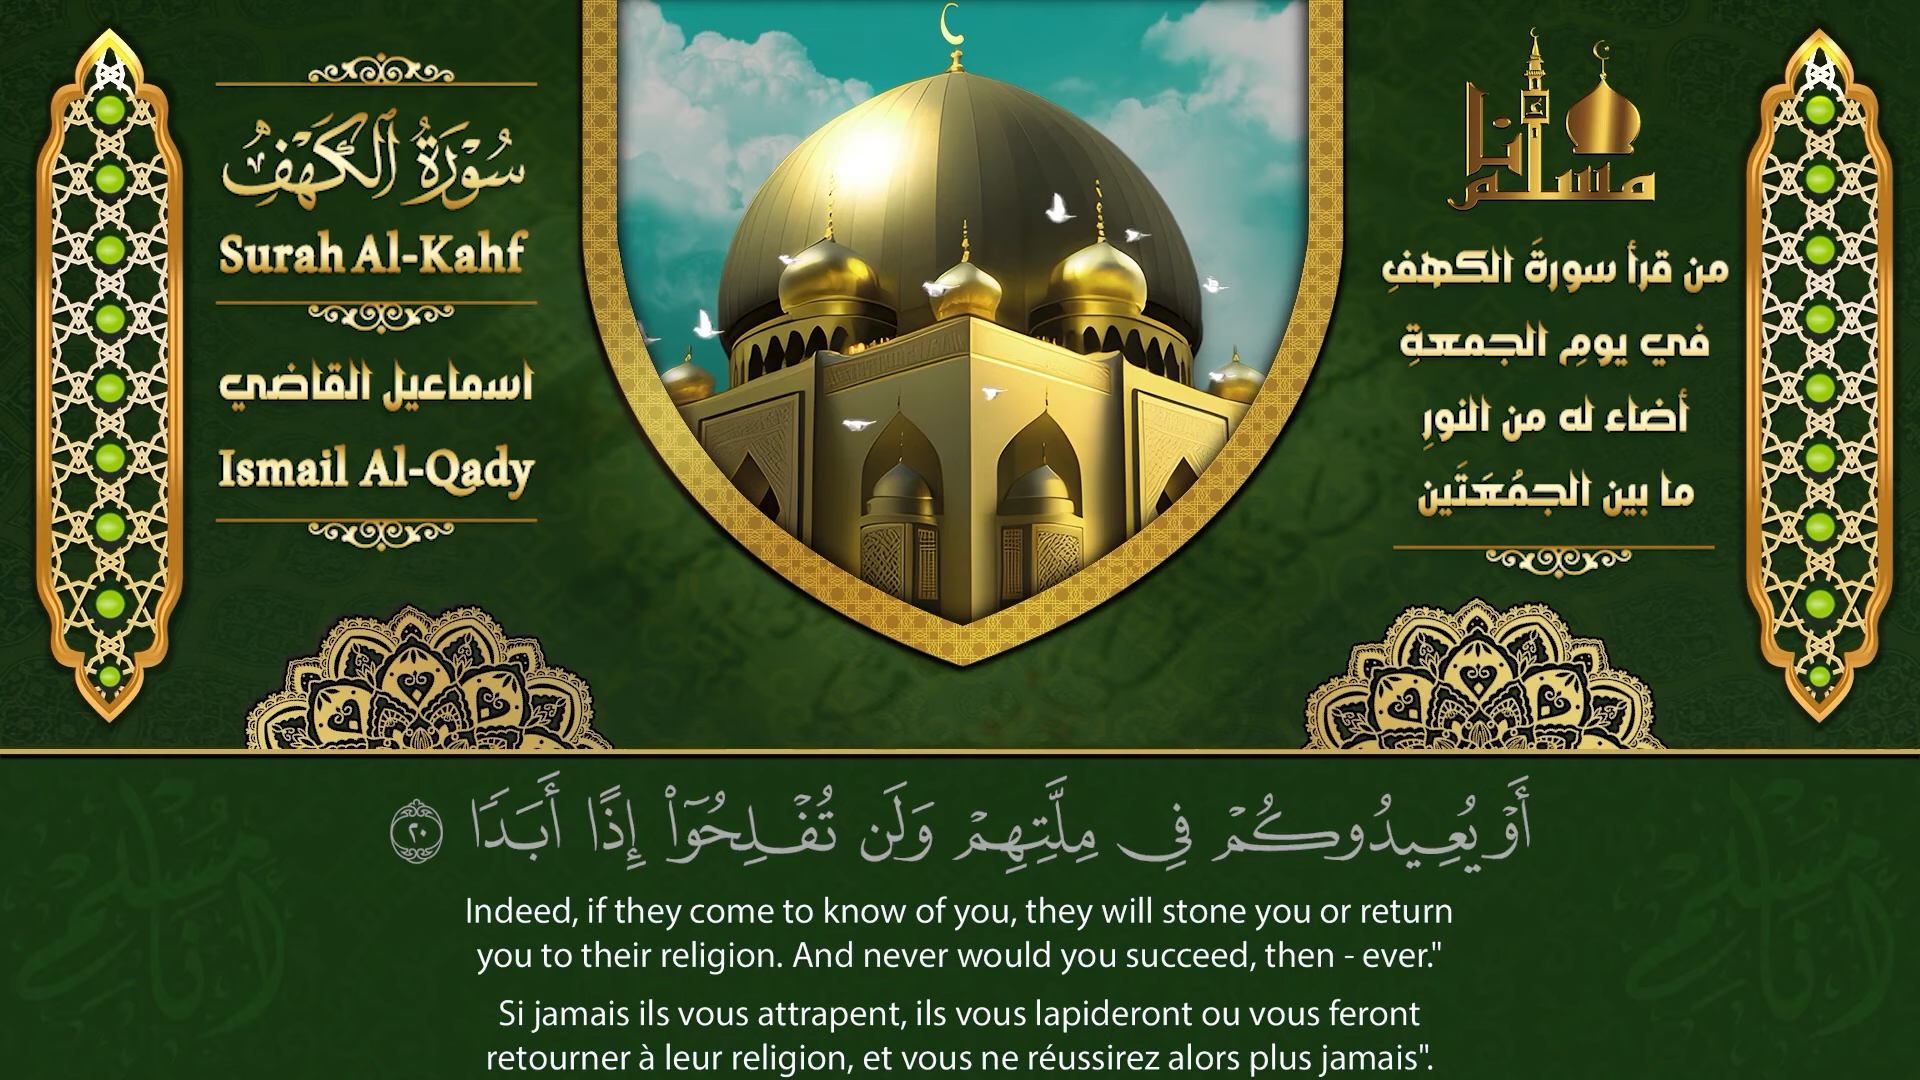 سُورَةُ ٱلْكَهْفِ
Surah Al-Kahf
اسماعيل القاضي
Ismail Al-Qady
أنا
مسلم
من قرأ سورةَ الكهفِ
في يومِ الجمعةِ
أضاء له من النورِ
ما بين الجمُعَتَين
أَوْ يُعِيدُوكُمْ فِي مِلَّتِهِمْ وَلَن تُفْلِحُوٓا۟ إِذًا أَبَدًا ٢٠
Indeed, if they come to know of you, they will stone you or return
you to their religion. And never would you succeed, then - ever."
Si jamais ils vous attrapent, ils vous lapideront ou vous feront
retourner à leur religion, et vous ne réussirez alors plus jamais".